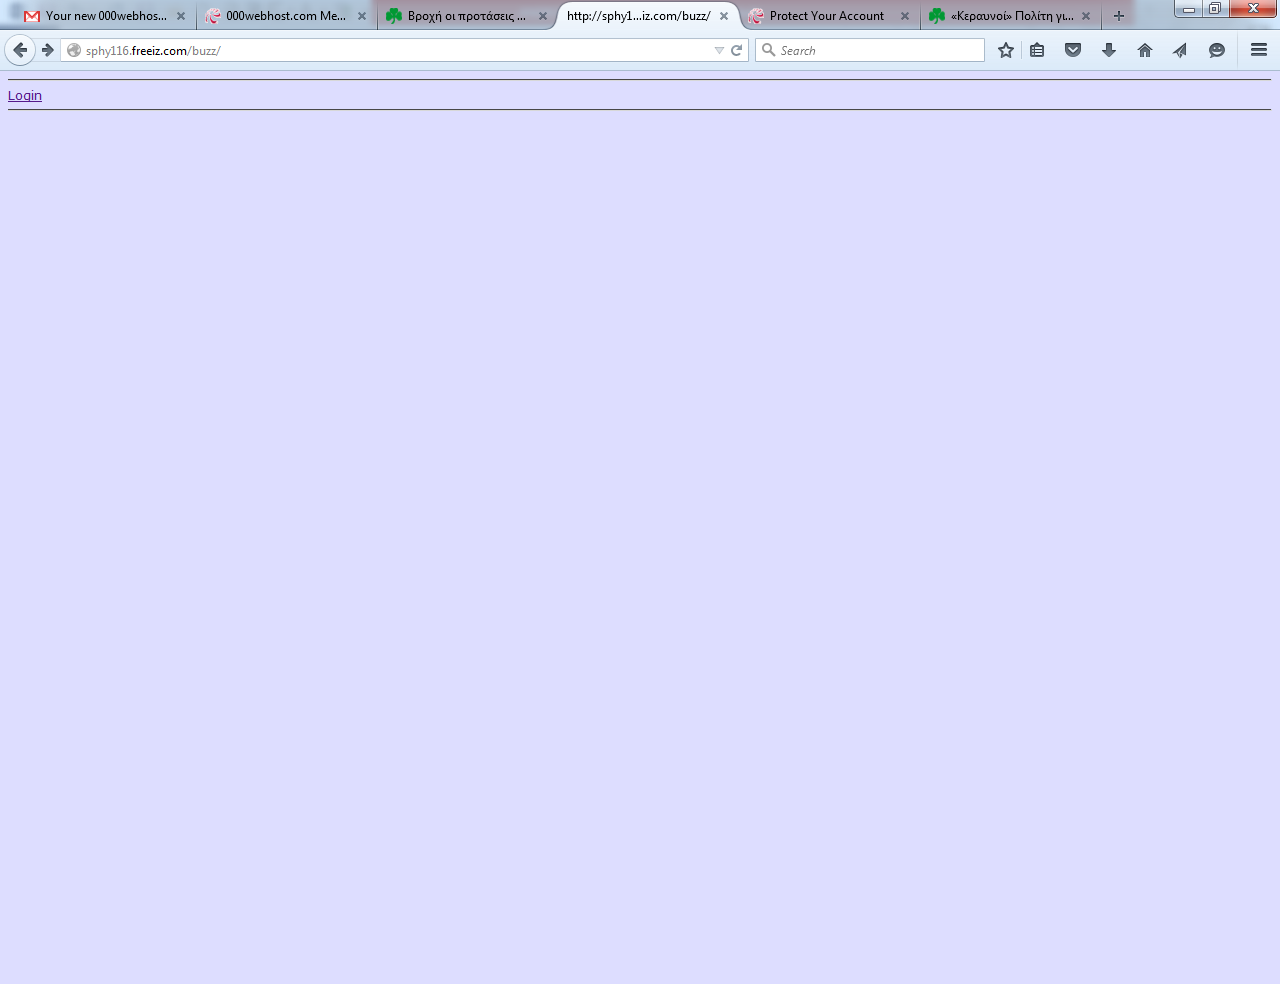 Your new 000webhos...
000webhost.com Me...
Βροχή οι προτάσεις ...
http://sphy1...iz.com/buzz/
Protect Your Account
«Κεραυνοί» Πολίτη γι...
sphy116.freeiz.com/buzz/
Search
Login